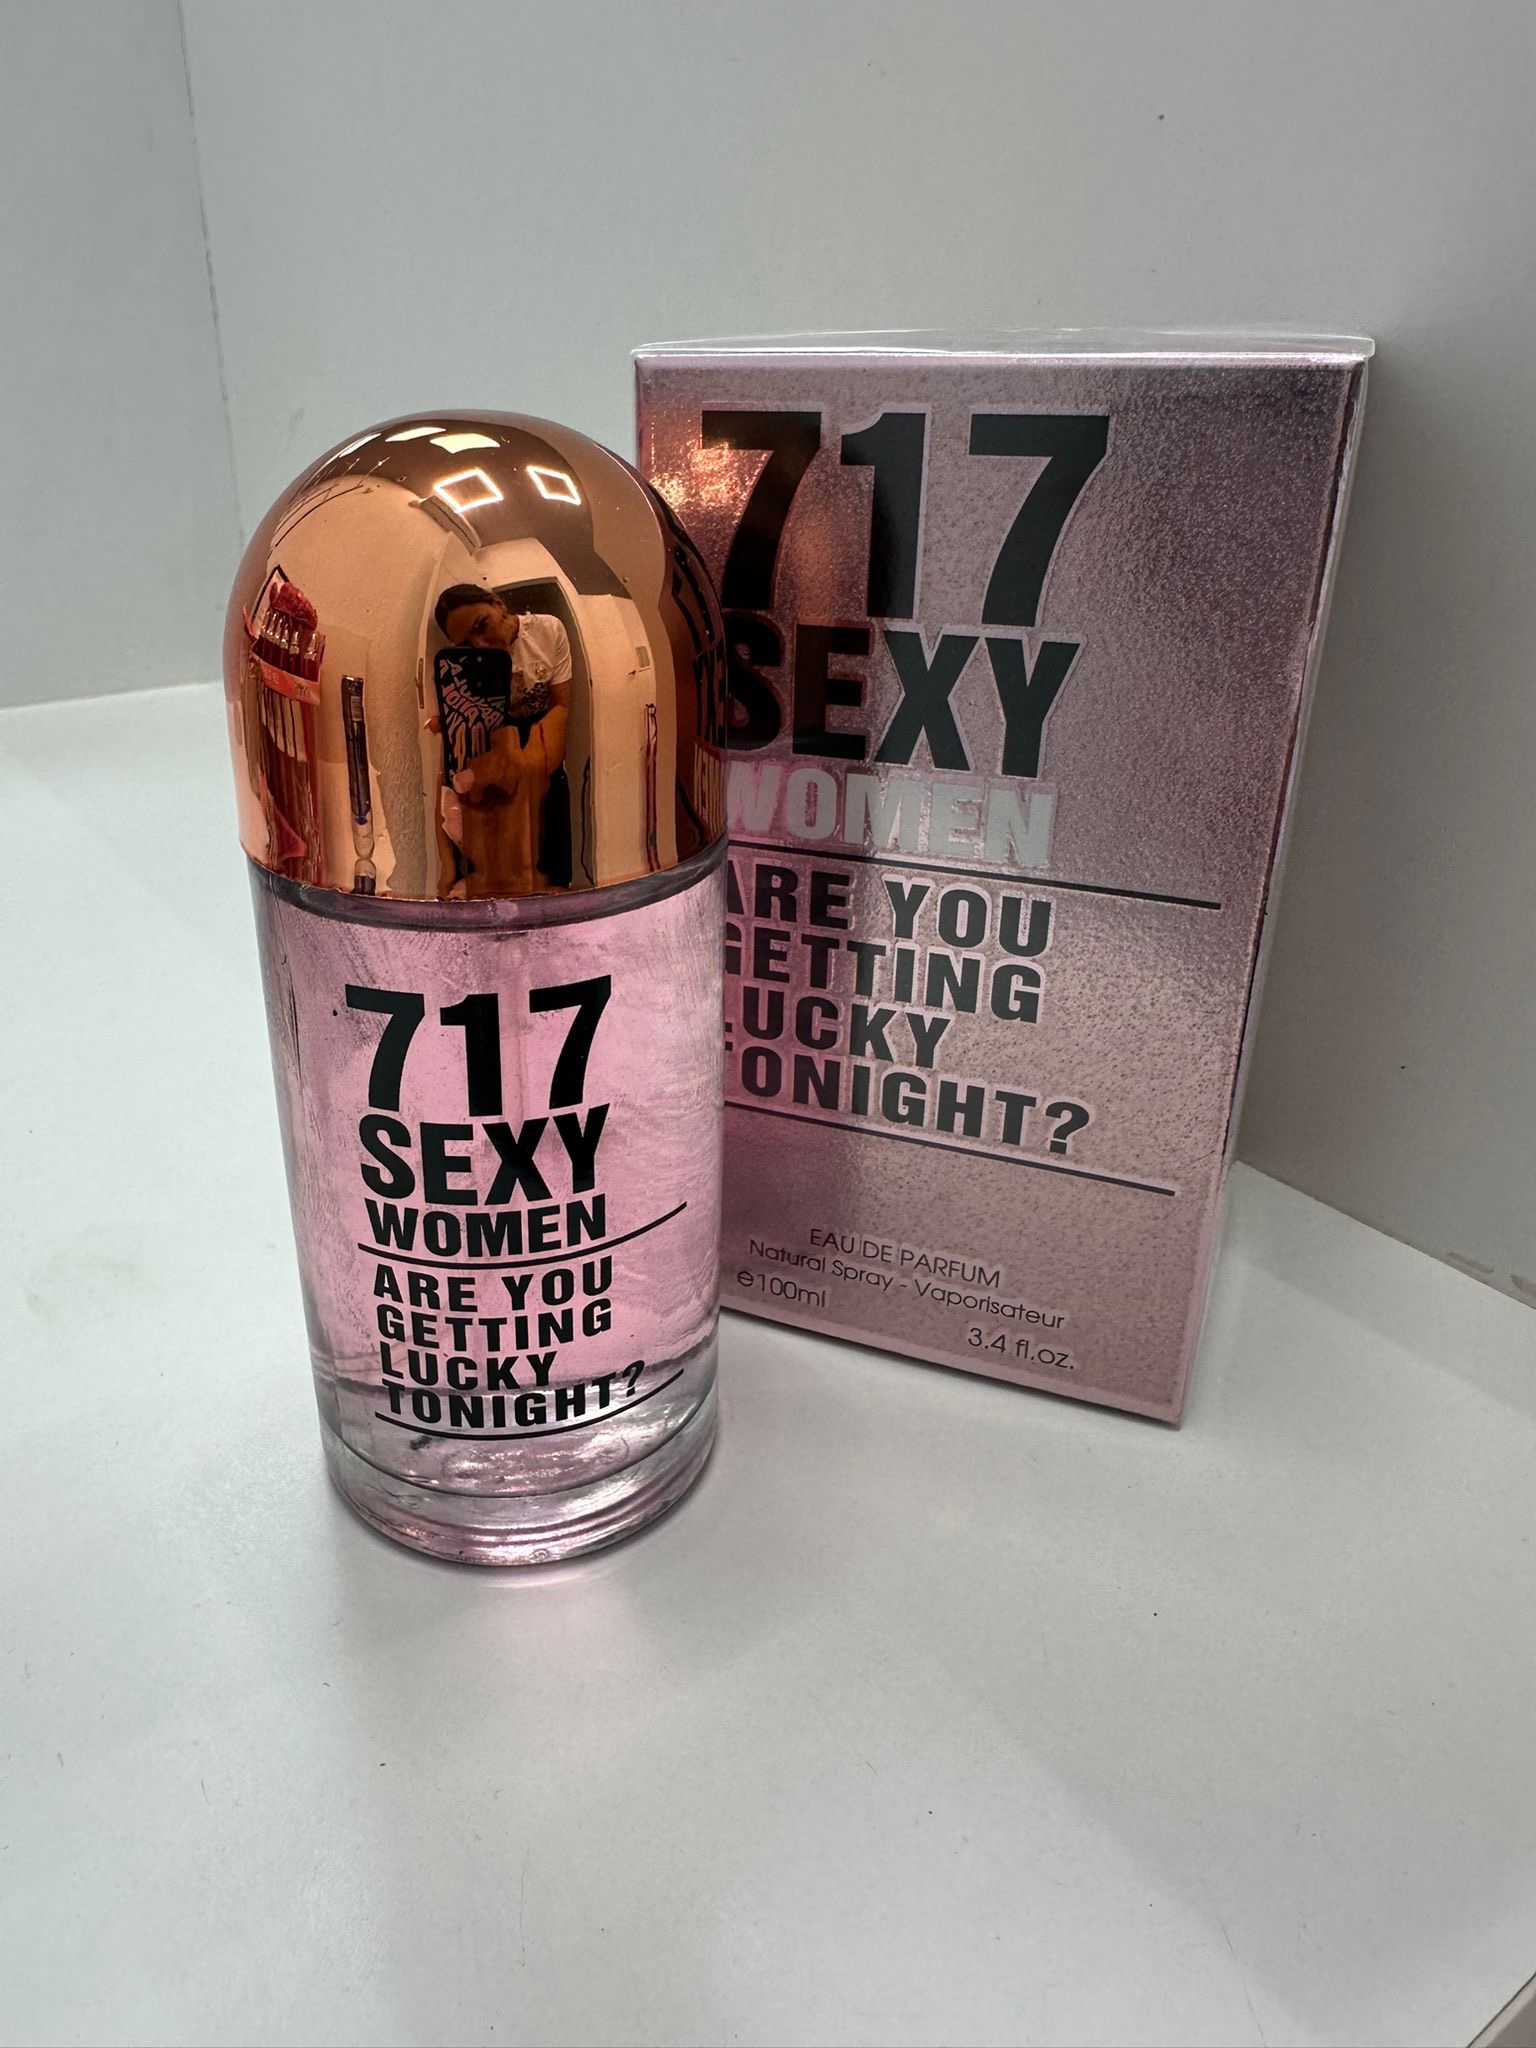 717
SEXY
WOMEN
ARE YOU
GETTING
LUCKY
TONIGHT?
717
SEXY
WOMEN
ARE YOU
GETTING
LUCKY
TONIGHT?
EAU DE PARFUM
Natural Spray - Vaporisateur
e100ml
3.4 fl.oz.